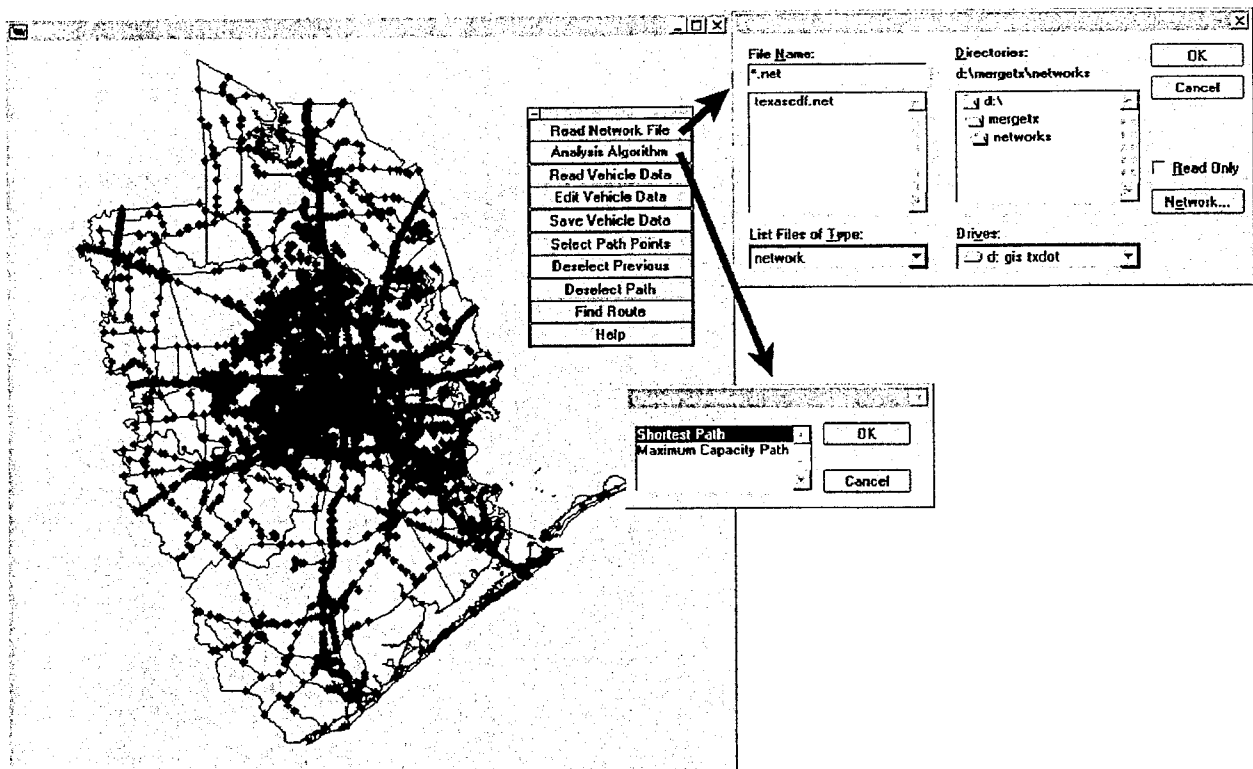 Read Network File
Analysis Algorithm
Read Vehicle Data
Edit Vehicle Data
Save Vehicle Data
Select Path Points
Deselect Previous
Deselect Path
Find Route
Help
File Name:
*.net
texascdf.net
List Files of Type:
network
Directories:
d:\mergetx\networks
d:\
mergetx
networks
Drives:
d: gis txdot
OK
Cancel
Read Only
Network...
Shortest Path
Maximum Capacity Path
OK
Cancel